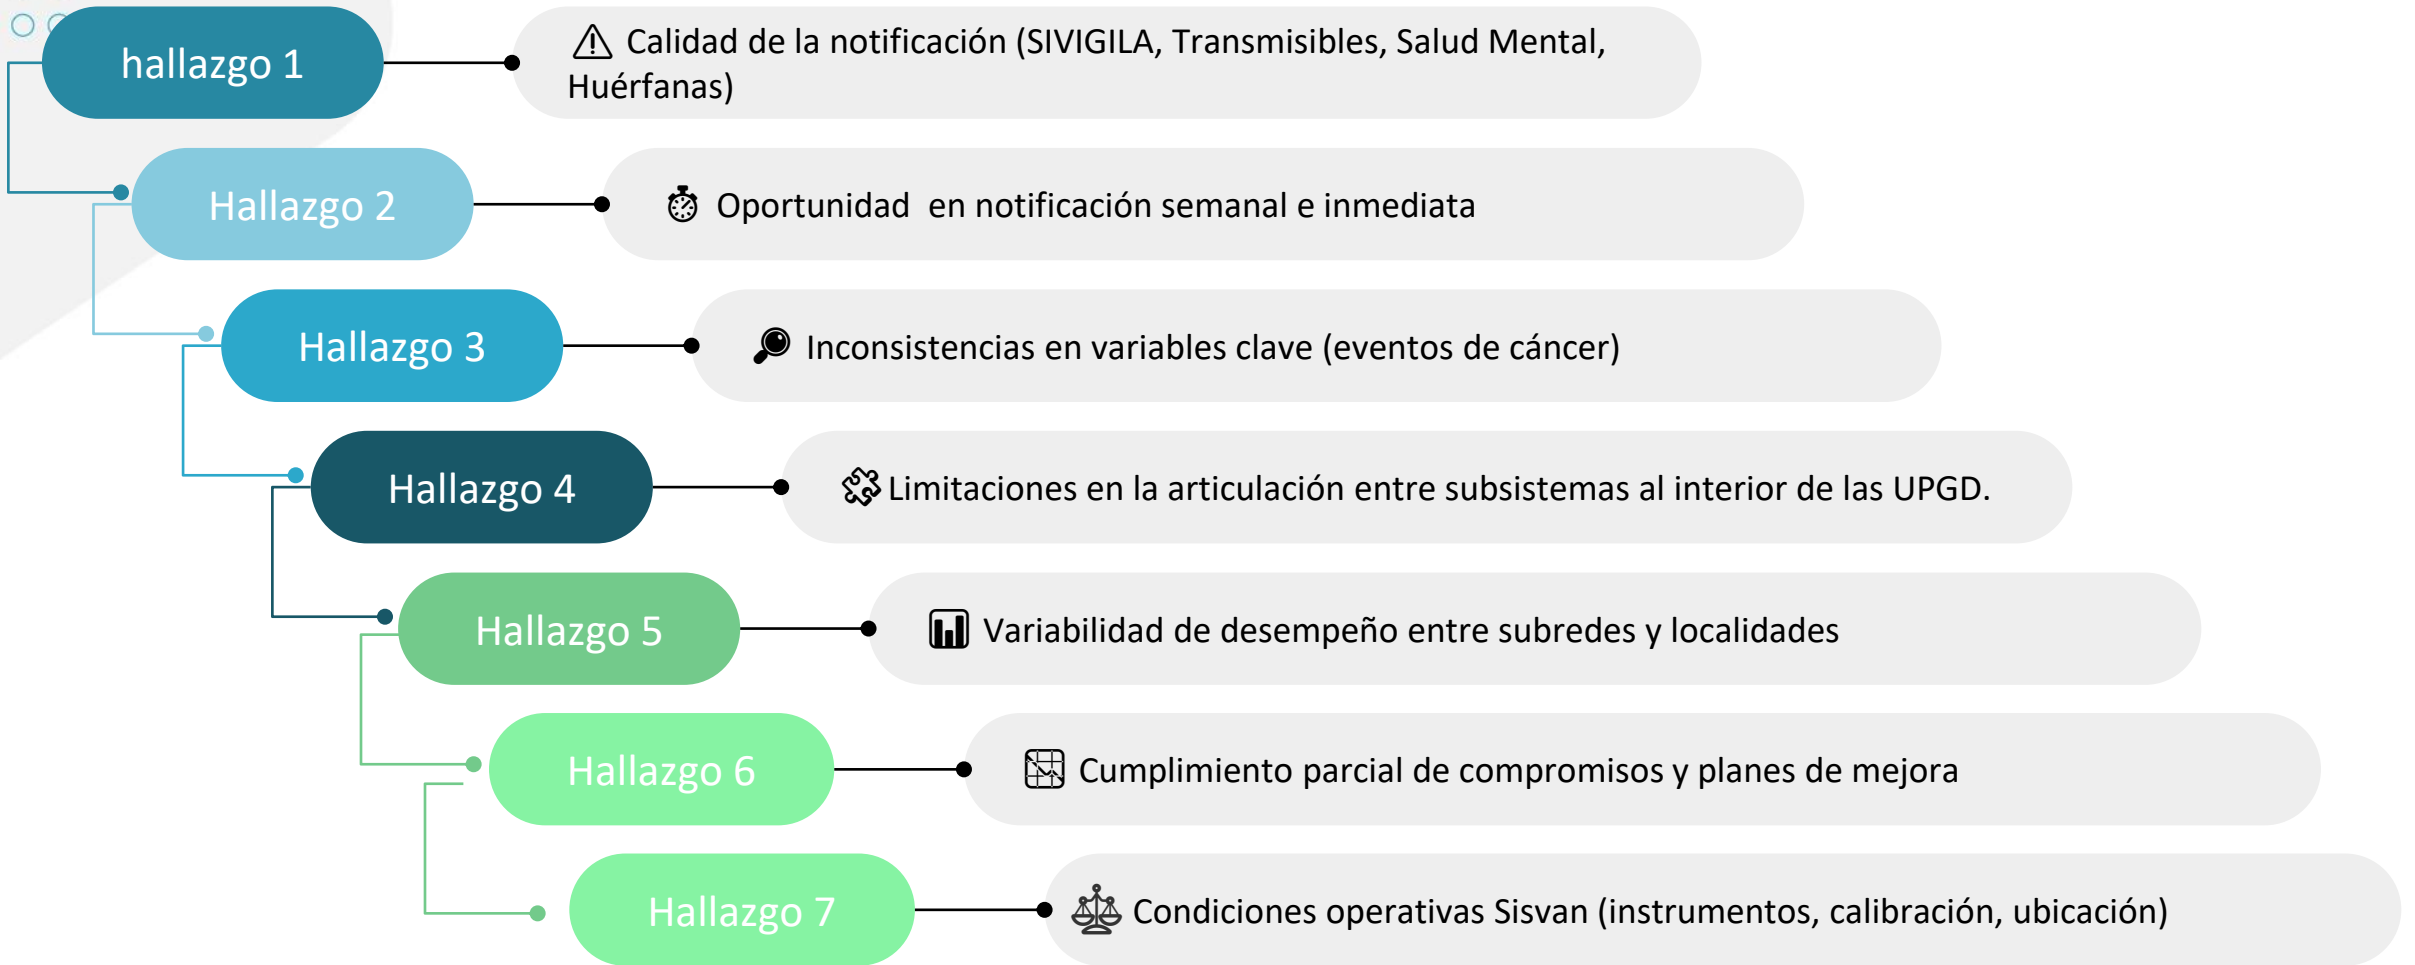 hallazgo 1
Calidad de la notificación (SIVIGILA, Transmisibles, Salud Mental,
Huérfanas)
Hallazgo 2
Oportunidad  en notificación semanal e inmediata
Hallazgo 3
Inconsistencias en variables clave (eventos de cáncer)
Hallazgo 4
Limitaciones en la articulación entre subsistemas al interior de las UPGD.
Hallazgo 5
Variabilidad de desempeño entre subredes y localidades
Hallazgo 6
Cumplimiento parcial de compromisos y planes de mejora
Hallazgo 7
Condiciones operativas Sisvan (instrumentos, calibración, ubicación)